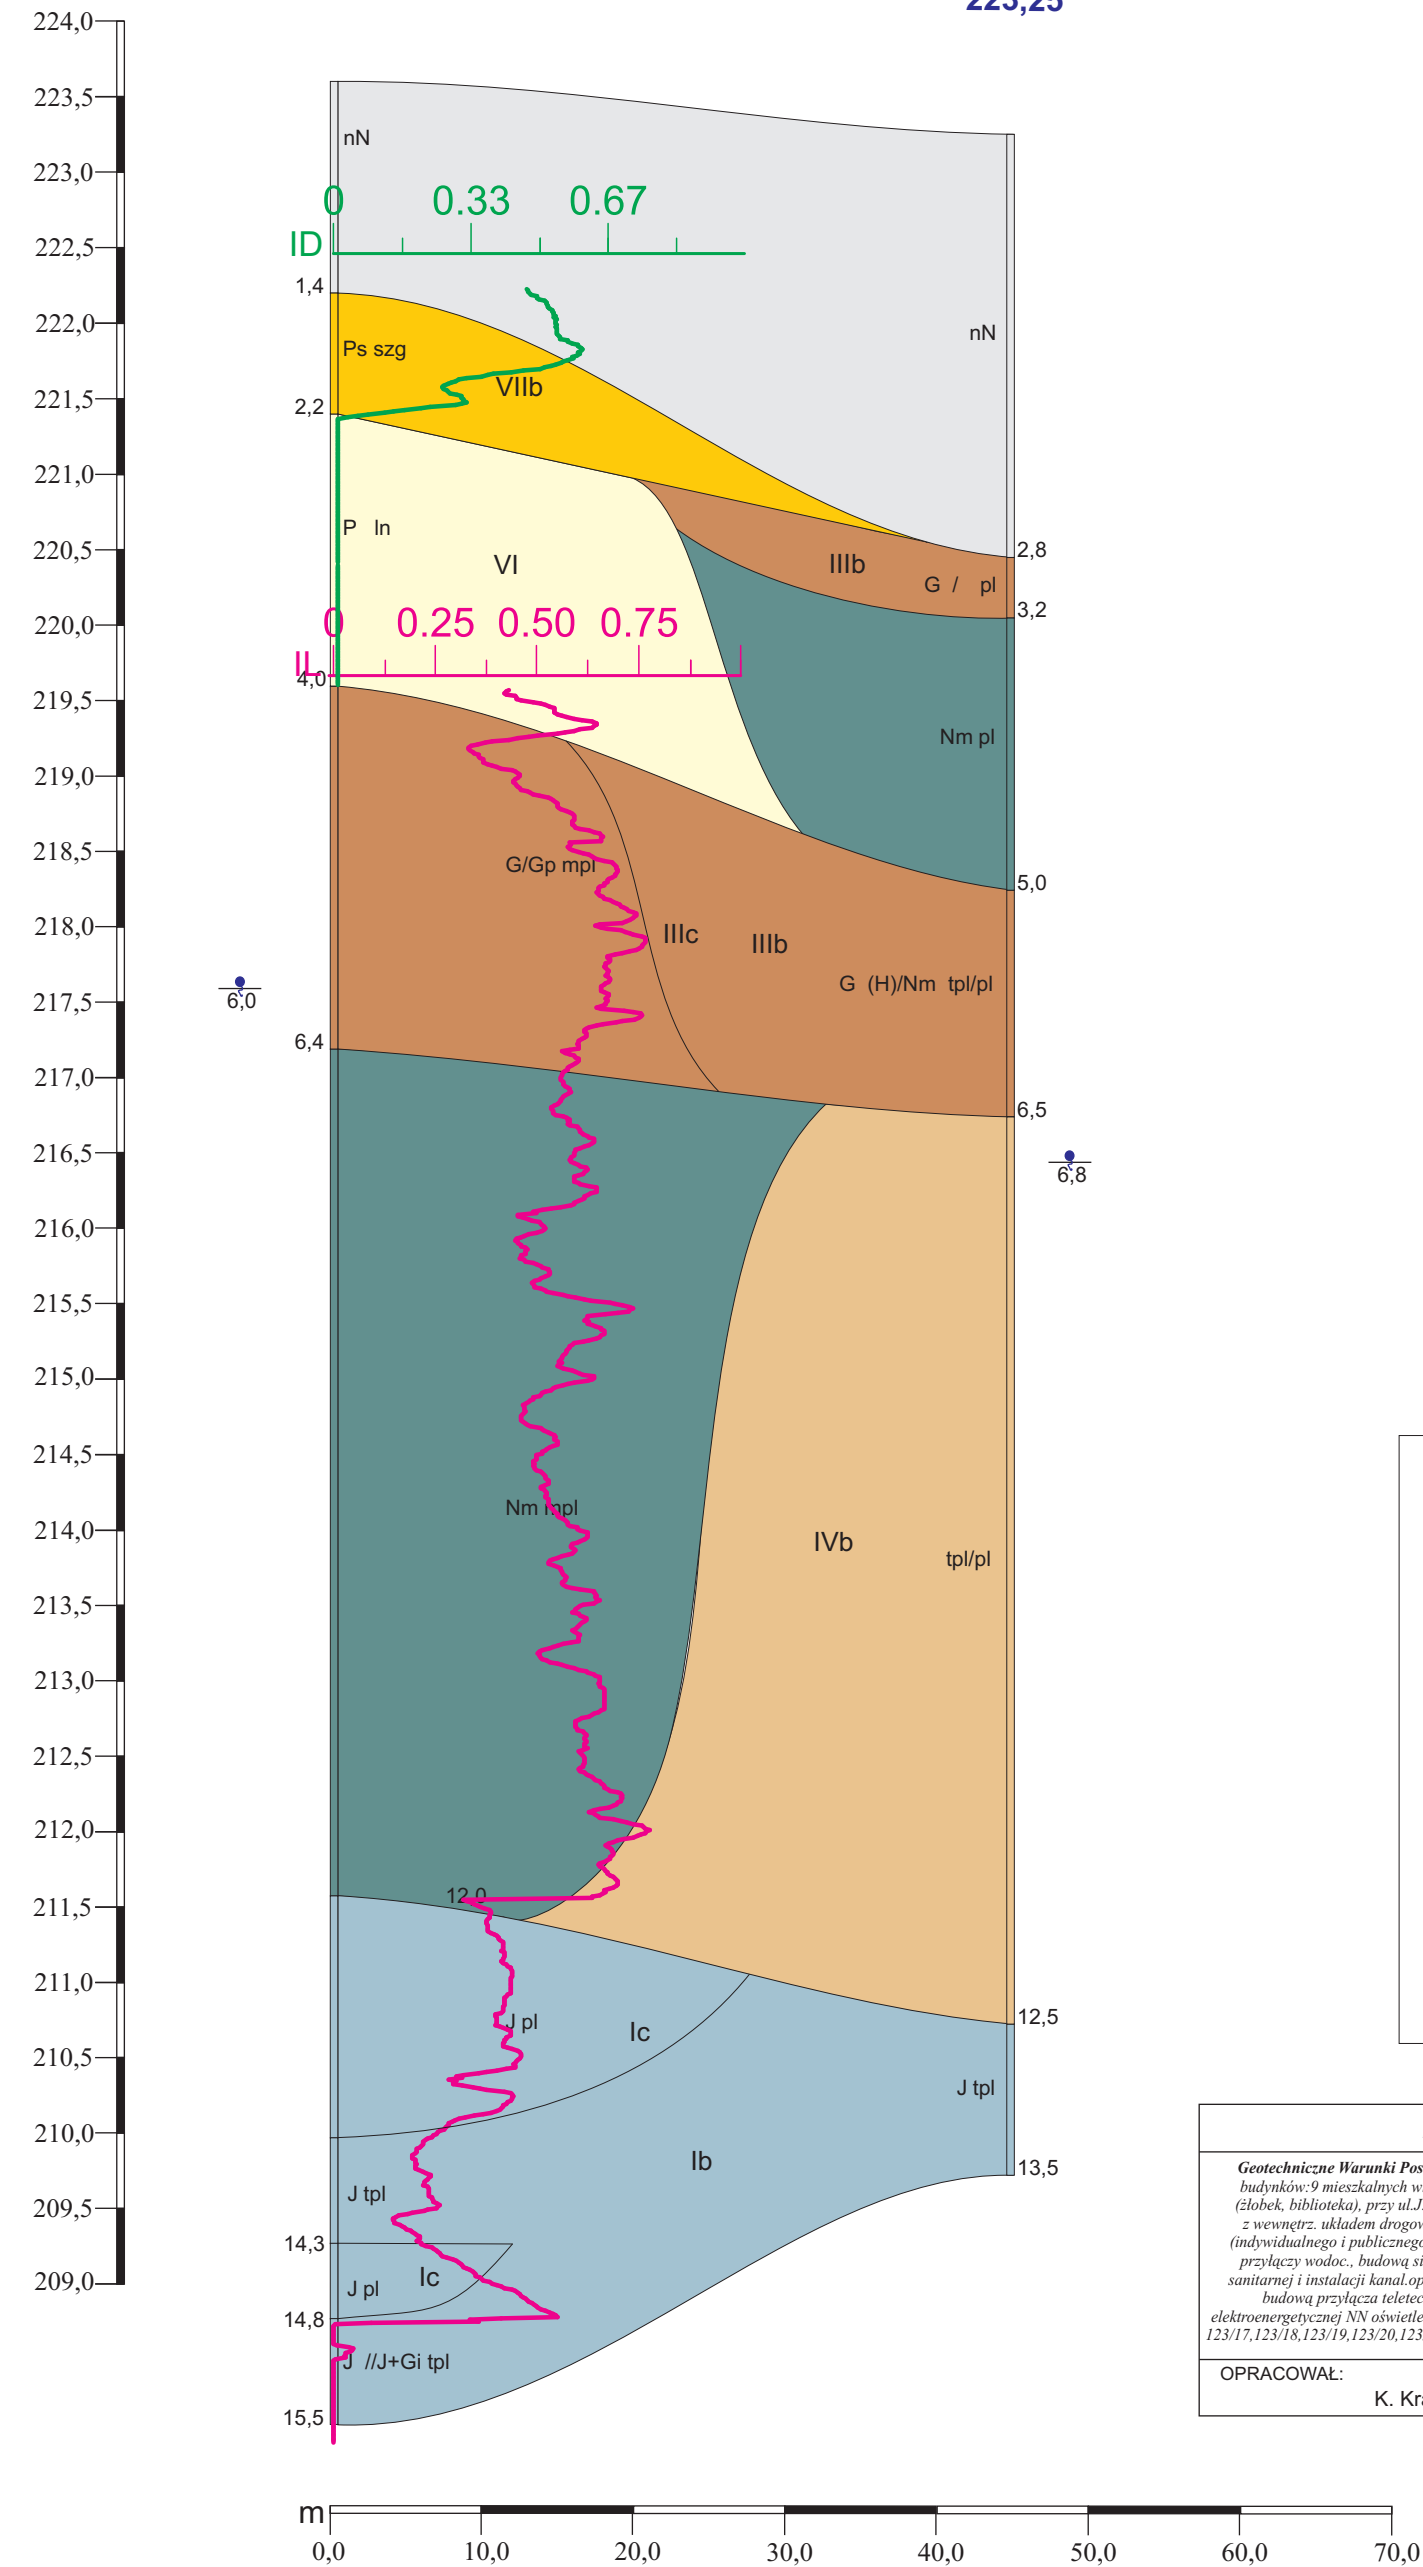 223,25
224,0
223,5
223,0
222,5
222,0
221,5
221,0
220,5
220,0
219,5
219,0
218,5
218,0
217,5
217,0
216,5
216,0
215,5
215,0
214,5
214,0
213,5
213,0
212,5
212,0
211,5
211,0
210,5
210,0
209,5
209,0
nN
0 0.33 0.67
ID
1,4
nN
Ps szg
VIIb
2,2
P ln
VI
2,8
IIIb
G / pl
3,2
0 0.25 0.50 0.75
IL
4,0
Nm pl
G/Gp mpl
5,0
IIIc
IIIb
G (H)/Nm tpl/pl
6,0
6,4
6,5
6,8
Nm mpl
IVb
tpl/pl
12,0
12,5
J pl
Ic
J tpl
Ib
13,5
J tpl
14,3
Ic
J pl
14,8
J //J+Gi tpl
15,5
Geotechniczne Warunki Pos
budynków:9 mieszkalnych w
(żłobek, biblioteka), przy ul.J
z wewnętrz. układem drogow
(indywidualnego i publicznego
przyłączy wodoc., budową si
sanitarnej i instalacji kanal.op
budową przyłącza teletec
elektroenergetycznej NN oświetle
123/17,123/18,123/19,123/20,123
OPRACOWAŁ:
K. Kra
m
0,0 10,0 20,0 30,0 40,0 50,0 60,0 70,0